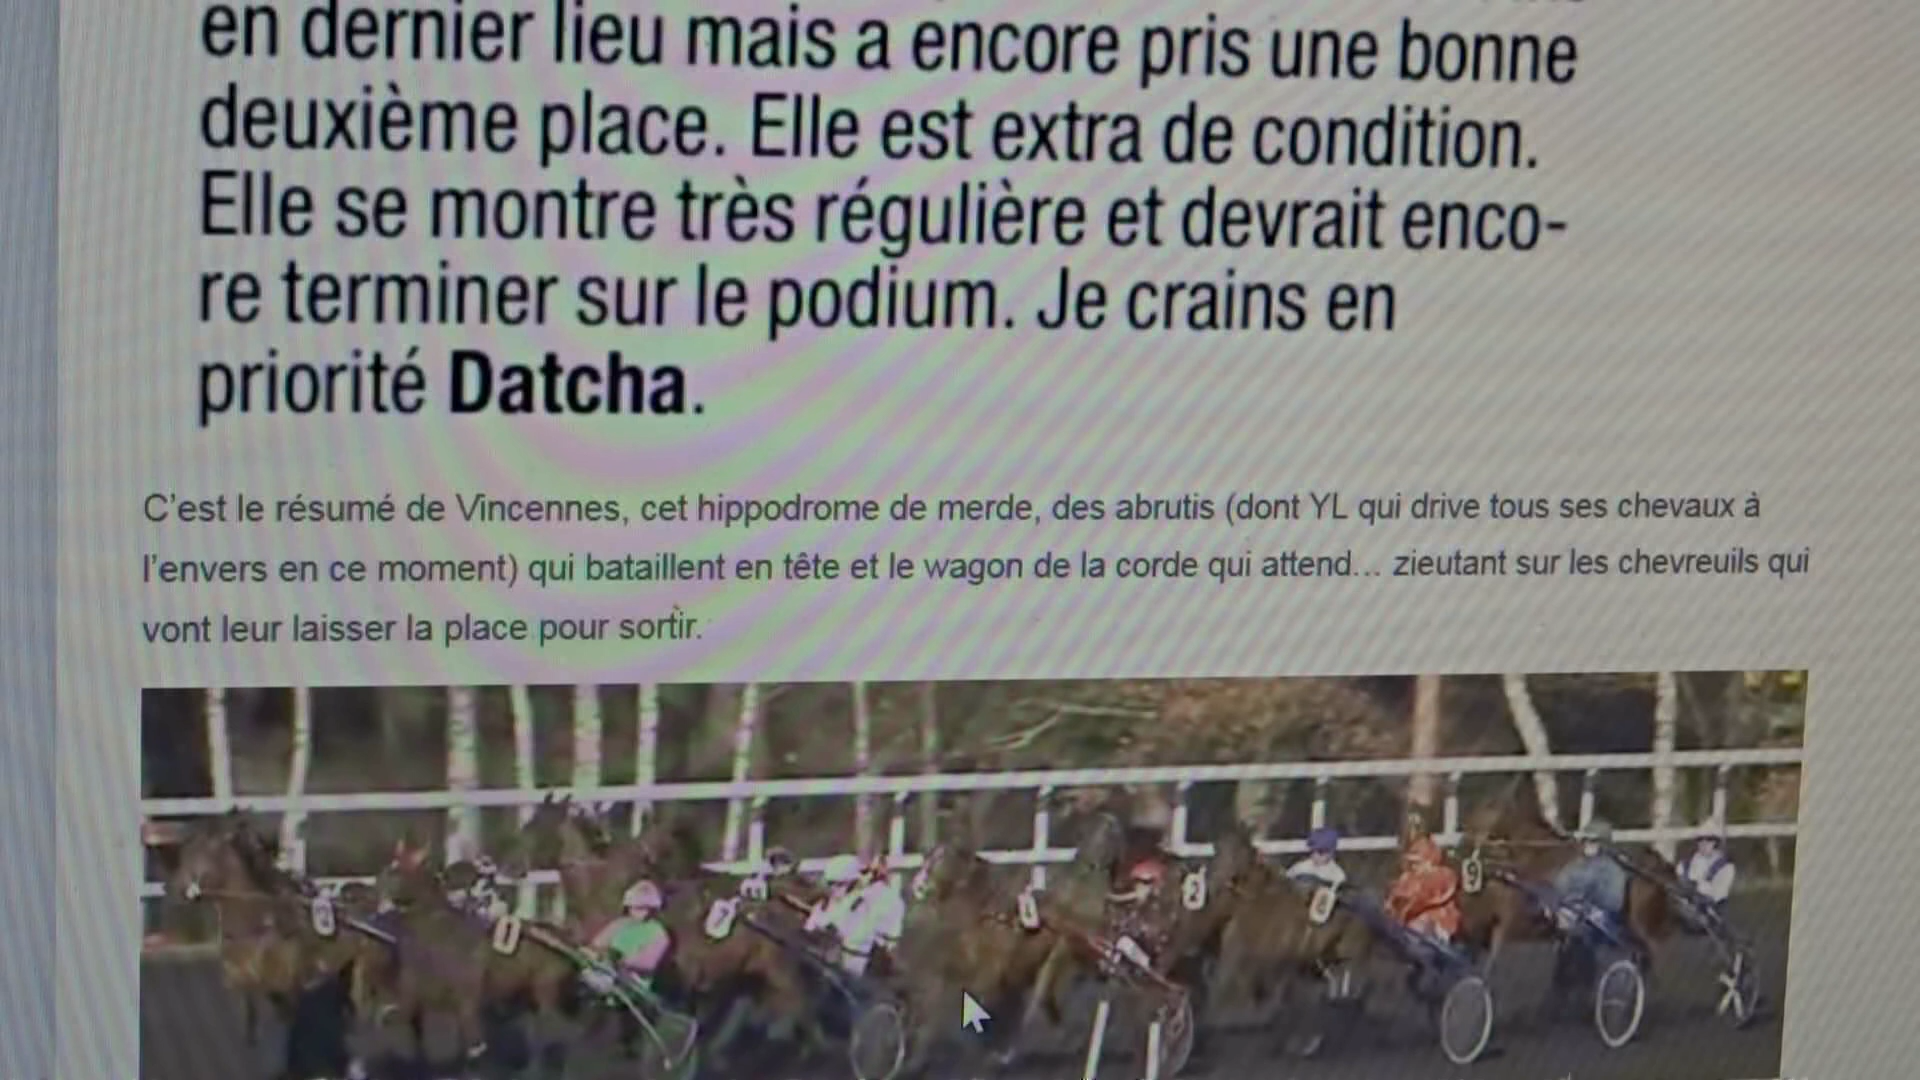 en dernier lieu mais a encore pris une bonne
deuxième place. Elle est extra de condition.
Elle se montre très régulière et devrait enco-
re terminer sur le podium. Je crains en
priorité Datcha.
C'est le résumé de Vincennes, cet hippodrome de merde, des abrutis (dont YL qui drive tous ses chevaux à
l'envers en ce moment) qui bataillent en tête et le wagon de la corde qui attend... zieutant sur les chevreuils qui
vont leur laisser la place pour sortir.
7
2
8
9